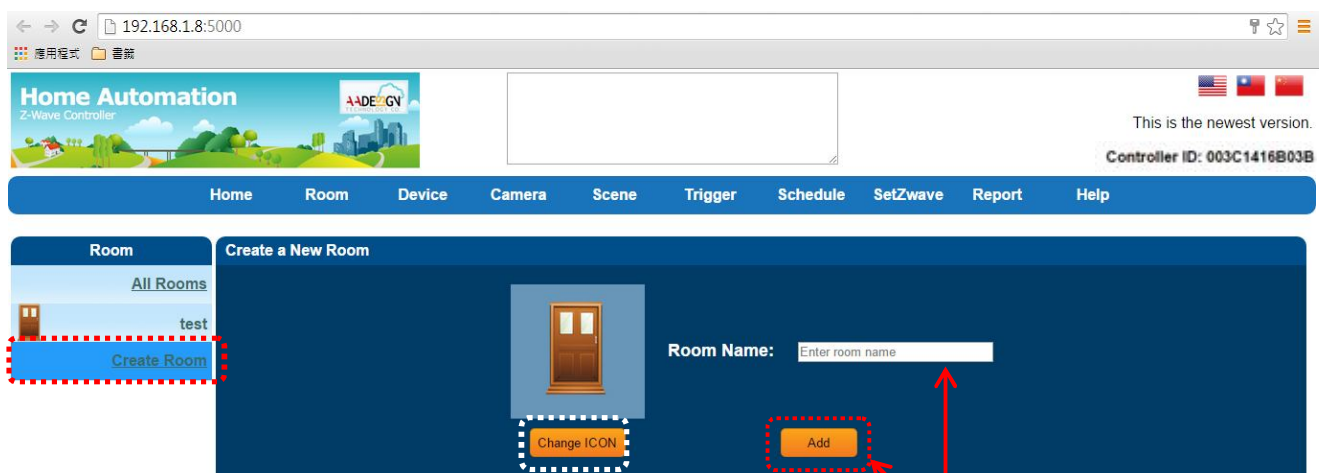 192.168.1.8:5000
應用程式 書籤
Home Automation
Z-Wave Controller
This is the newest version.
Controller ID: 003C1416B03B
Home Room Device Camera Scene Trigger Schedule SetZwave Report Help
Room
Create a New Room
All Rooms
test
Create Room
Room Name: Enter room name
Change ICON
Add